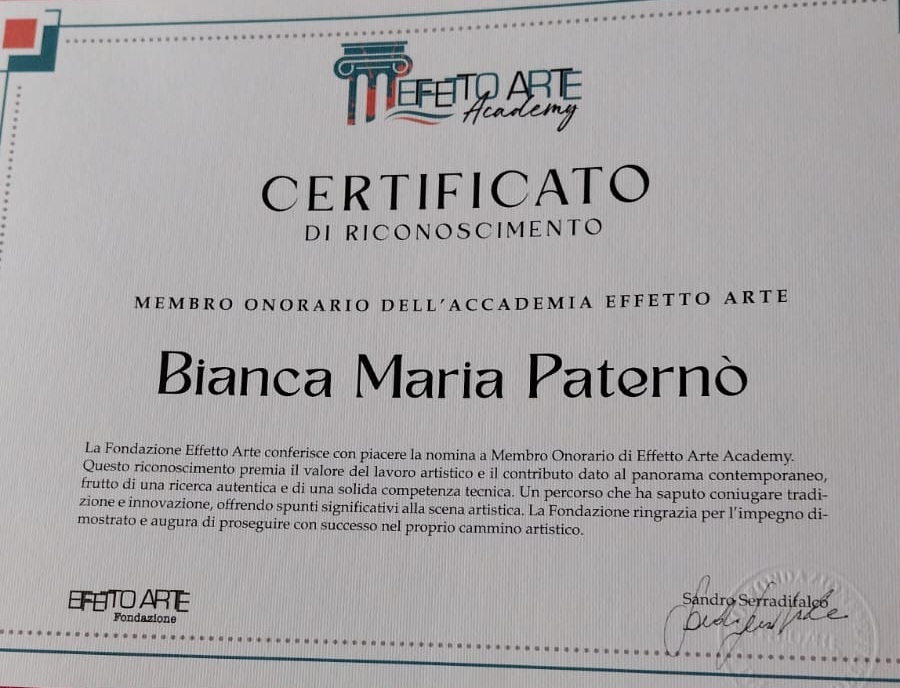 EFFETTO ARTE
Academy
CERTIFICATO
DI RICONOSCIMENTO
MEMBRO ONORARIO DELL'ACCADEMIA EFFETTO ARTE
Bianca Maria Paternò
La Fondazione Effetto Arte conferisce con piacere la nomina a Membro Onorario di Effetto Arte Academy.
Questo riconoscimento premia il valore del lavoro artistico e il contributo dato al panorama contemporaneo,
frutto di una ricerca autentica e di una solida competenza tecnica. Un percorso che ha saputo coniugare tradi-
zione e innovazione, offrendo spunti significativi alla scena artistica. La Fondazione ringrazia per l'impegno di-
mostrato e augura di proseguire con successo nel proprio cammino artistico.
EFFETTO ARTE
Fondazione
Sandro Serradifalco
FONDAZIONE